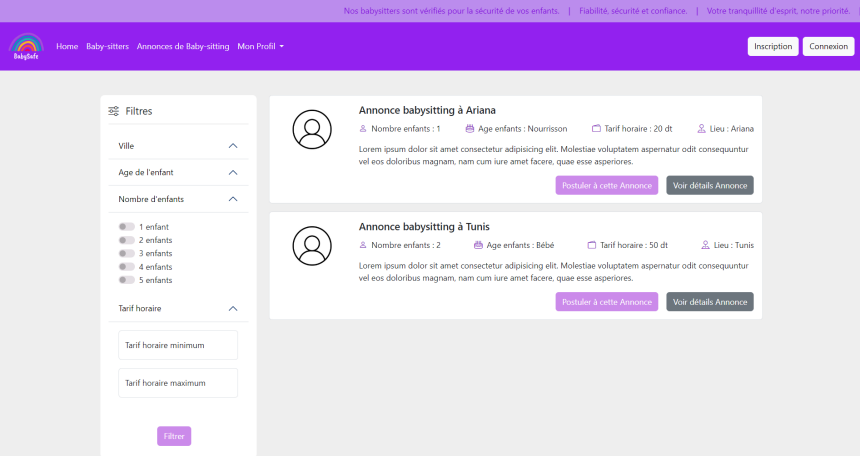 Nos babysitters sont vérifiés pour la sécurité de vos enfants. | Fiabilité, sécurité et confiance. | Votre tranquillité d'esprit, notre priorité. |
BabySafe
Home Baby-sitters Annonces de Baby-sitting Mon Profil
Inscription Connexion
Filtres
Ville
Age de l'enfant
Nombre d'enfants
1 enfant
2 enfants
3 enfants
4 enfants
5 enfants
Tarif horaire
Tarif horaire minimum
Tarif horaire maximum
Filtrer
Annonce babysitting à Ariana
Nombre enfants : 1 Age enfants : Nourrisson Tarif horaire : 20 dt Lieu : Ariana
Lorem ipsum dolor sit amet consectetur adipisicing elit. Molestiae voluptatem aspernatur odit consequuntur
vel eos doloribus magnam, nam cum iure amet facere, quae esse asperiores.
Postuler à cette Annonce Voir détails Annonce
Annonce babysitting à Tunis
Nombre enfants : 2 Age enfants : Bébé Tarif horaire : 50 dt Lieu : Tunis
Lorem ipsum dolor sit amet consectetur adipisicing elit. Molestiae voluptatem aspernatur odit consequuntur
vel eos doloribus magnam, nam cum iure amet facere, quae esse asperiores.
Postuler à cette Annonce Voir détails Annonce